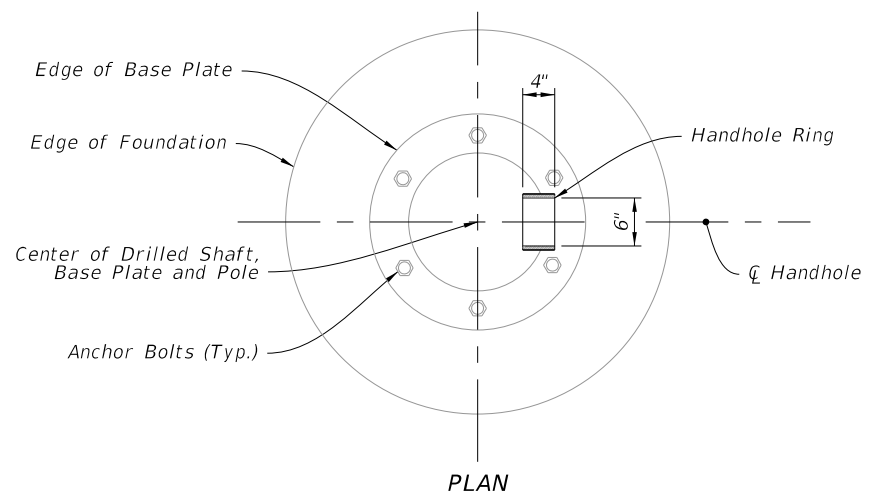 Edge of Base Plate
4"
Edge of Foundation
Handhole Ring
6"
Center of Drilled Shaft,
Base Plate and Pole
℄ Handhole
Anchor Bolts (Typ.)
PLAN